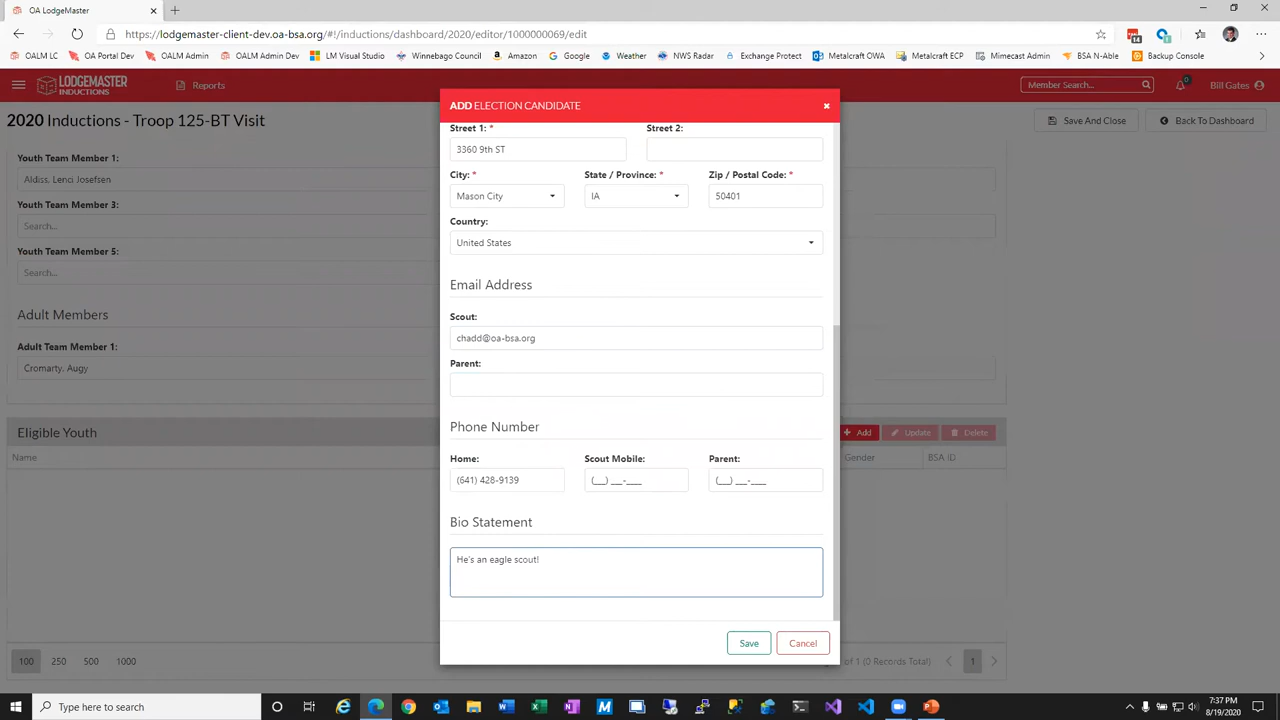 OA LodgeMaster
https://lodgemaster-client-dev.oa-bsa.org/#!/inductions/dashboard/2020/editor/1000000069/edit
14
OALM LC
OA Portal Dev
OALM Admin Dev
OALM Admin
LM Visual Studio
Winnebago Council
Amazon
Google
Weather
NWS Radar
Exchange Protect
Metalcraft OWA
Metalcraft ECP
Mimecast Admin
BSA N-Able
Backup Console
LODGEMASTER
INDUCTIONS
Reports
Member Search...
0
Bill Gates
2020 Inductions - Troop 125-BT Visit
Save And Close
Back To Dashboard
ADD ELECTION CANDIDATE
Youth Team Member 1:
Aldiss, Lenci Josefsen
Youth Team Member 3:
Search...
Youth Team Member 5:
Search...
Adult Members
Adult Team Member 1:
Cromarty, Augy
Eligible Youth
Add
Update
Delete
Name
Gender
BSA ID
Street 1: *
Street 2:
3360 9th ST
City: *
State / Province: *
Zip / Postal Code: *
Mason City
IA
50401
Country:
United States
Email Address
Scout:
chadd@oa-bsa.org
Parent:
Phone Number
Home:
Scout Mobile:
Parent:
(641) 428-9139
(___) ___-____
(___) ___-____
Bio Statement
He's an eagle scout!
Save
Cancel
100
250
500
1000
of 1 (0 Records Total)
1
Type here to search
7:37 PM
8/19/2020